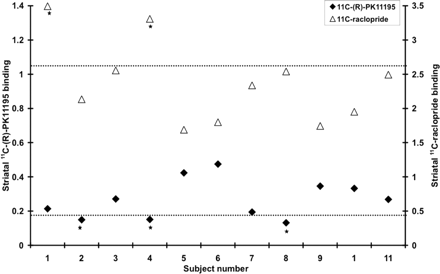 ◆ 11C-(R)-PK11195
△ 11C-raclopride
Striatal ¹¹C-(R)-PK11195 binding
1.4
1.2
1
0.8
0.6
0.4
0.2
0
Striatal ¹¹C-raclopride binding
3.5
3
2.5
2
1.5
1
0.5
0
* * * * *
1 2 3 4 5 6 7 8 9 1 11
Subject number